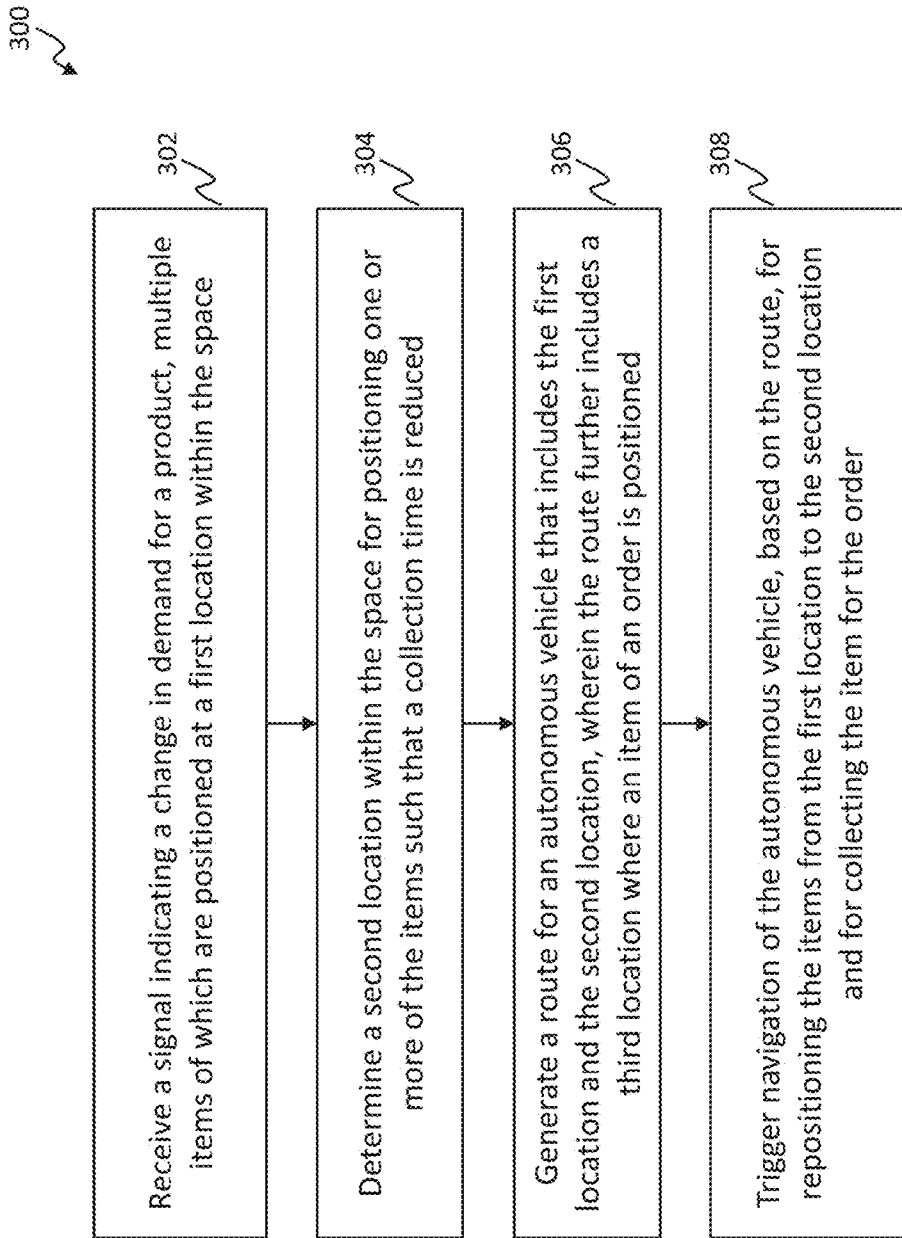 300
302
Receive a signal indicating a change in demand for a product, multiple
items of which are positioned at a first location within the space
304
Determine a second location within the space for positioning one or
more of the items such that a collection time is reduced
306
Generate a route for an autonomous vehicle that includes the first
location and the second location, wherein the route further includes a
third location where an item of an order is positioned
308
Trigger navigation of the autonomous vehicle, based on the route, for
repositioning the items from the first location to the second location
and for collecting the item for the order